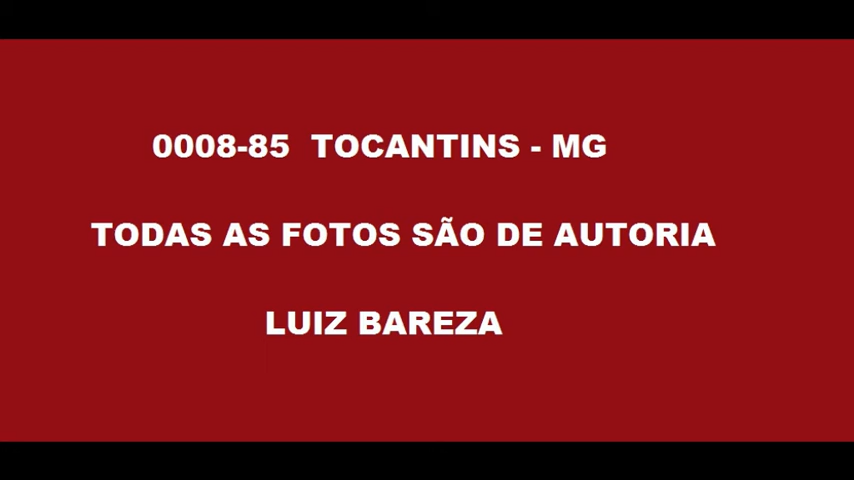 0008-85 TOCANTINS - MG
TODAS AS FOTOS SÃO DE AUTORIA
LUIZ BAREZA